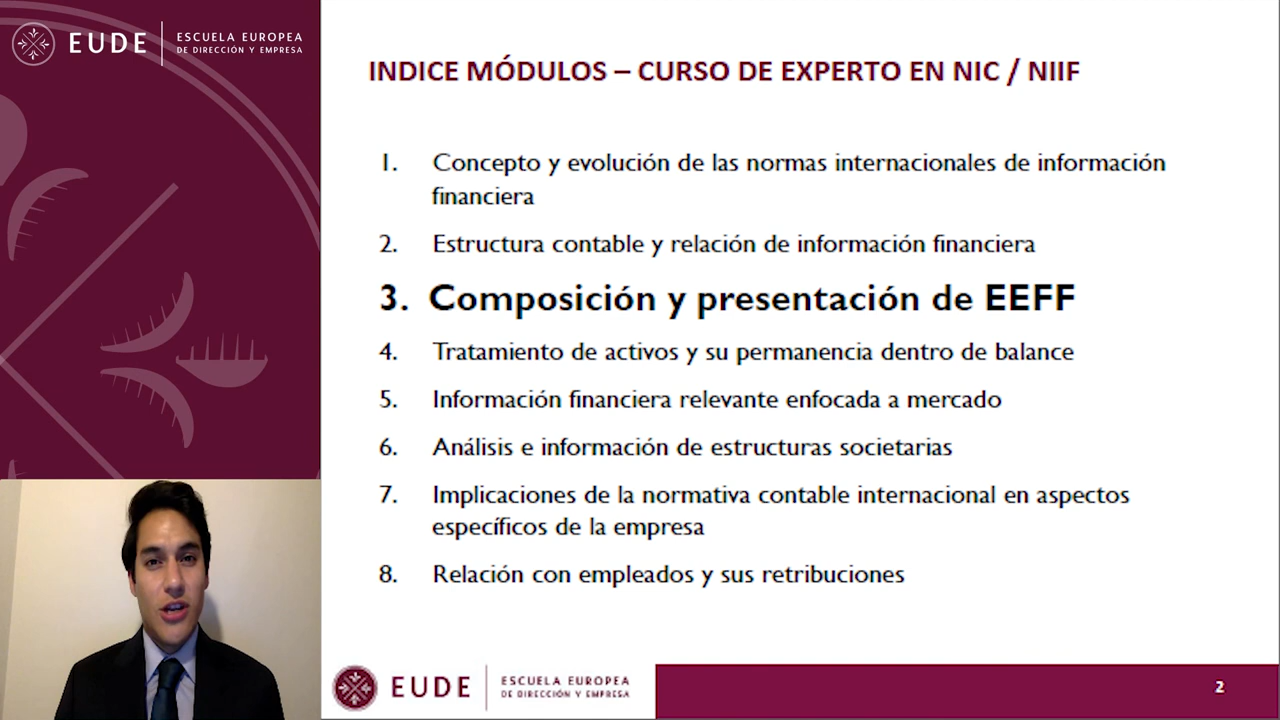 EUDE
ESCUELA EUROPEA
DE DIRECCIÓN Y EMPRESA
INDICE MÓDULOS – CURSO DE EXPERTO EN NIC / NIIF
1. Concepto y evolución de las normas internacionales de información
financiera
2. Estructura contable y relación de información financiera
3. Composición y presentación de EEFF
4. Tratamiento de activos y su permanencia dentro de balance
5. Información financiera relevante enfocada a mercado
6. Análisis e información de estructuras societarias
7. Implicaciones de la normativa contable internacional en aspectos
específicos de la empresa
8. Relación con empleados y sus retribuciones
EUDE
ESCUELA EUROPEA
DE DIRECCIÓN Y EMPRESA
2